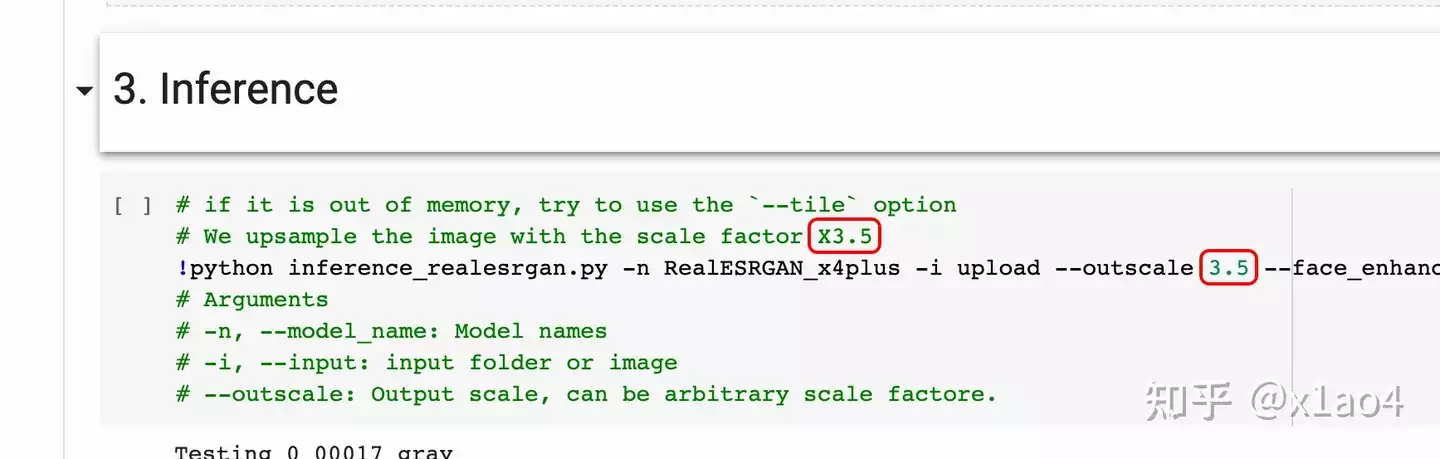 3. Inference
[ ] # if it is out of memory, try to use the `--tile` option
# We upsample the image with the scale factor X3.5
!python inference_realesrgan.py -n RealESRGAN_x4plus -i upload --outscale 3.5 --face_enhanc
# Arguments
# -n, --model_name: Model names
# -i, --input: input folder or image
# --outscale: Output scale, can be arbitrary scale factore.
知乎 @x1ao4
Testing 0 00017 gray